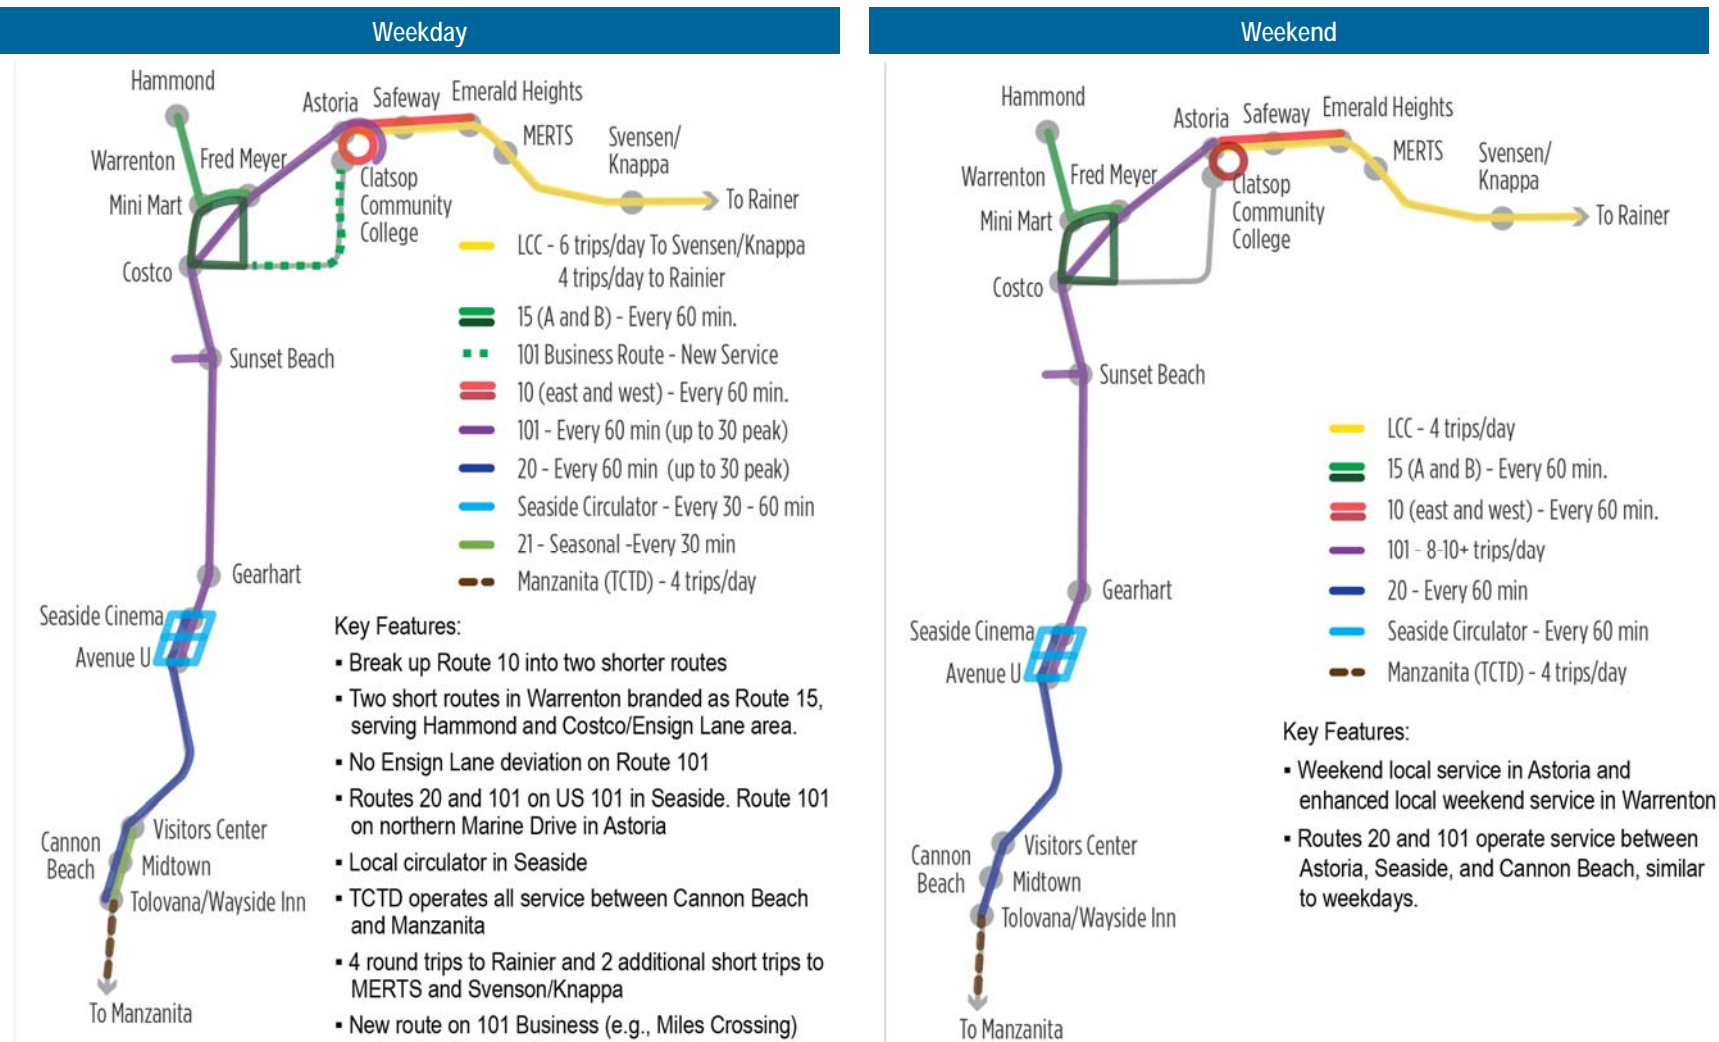 Weekday
Hammond
Astoria
Safeway
Emerald Heights
MERTS
Svensen/
Knappa
Warrenton
Fred Meyer
Mini Mart
Clatsop
Community
College
To Rainer
Costco
LCC - 6 trips/day To Svensen/Knappa
4 trips/day to Rainier
15 (A and B) - Every 60 min.
101 Business Route - New Service
10 (east and west) - Every 60 min.
101 - Every 60 min (up to 30 peak)
20 - Every 60 min (up to 30 peak)
Seaside Circulator - Every 30 - 60 min
21 - Seasonal -Every 30 min
Manzanita (TCTD) - 4 trips/day
Sunset Beach
Gearhart
Seaside Cinema
Avenue U
Visitors Center
Cannon
Beach
Midtown
Tolovana/Wayside Inn
To Manzanita
Key Features:
▪ Break up Route 10 into two shorter routes
▪ Two short routes in Warrenton branded as Route 15,
serving Hammond and Costco/Ensign Lane area.
▪ No Ensign Lane deviation on Route 101
▪ Routes 20 and 101 on US 101 in Seaside. Route 101
on northern Marine Drive in Astoria
▪ Local circulator in Seaside
▪ TCTD operates all service between Cannon Beach
and Manzanita
▪ 4 round trips to Rainier and 2 additional short trips to
MERTS and Svenson/Knappa
▪ New route on 101 Business (e.g., Miles Crossing)
Weekend
Hammond
Astoria
Safeway
Emerald Heights
MERTS
Svensen/
Knappa
Warrenton
Fred Meyer
Mini Mart
Clatsop
Community
College
To Rainer
Costco
Sunset Beach
LCC - 4 trips/day
15 (A and B) - Every 60 min.
10 (east and west) - Every 60 min.
101 - 8-10+ trips/day
20 - Every 60 min
Seaside Circulator - Every 60 min
Manzanita (TCTD) - 4 trips/day
Gearhart
Seaside Cinema
Avenue U
Visitors Center
Cannon
Beach
Midtown
Tolovana/Wayside Inn
To Manzanita
Key Features:
▪ Weekend local service in Astoria and
enhanced local weekend service in Warrenton
▪ Routes 20 and 101 operate service between
Astoria, Seaside, and Cannon Beach, similar
to weekdays.